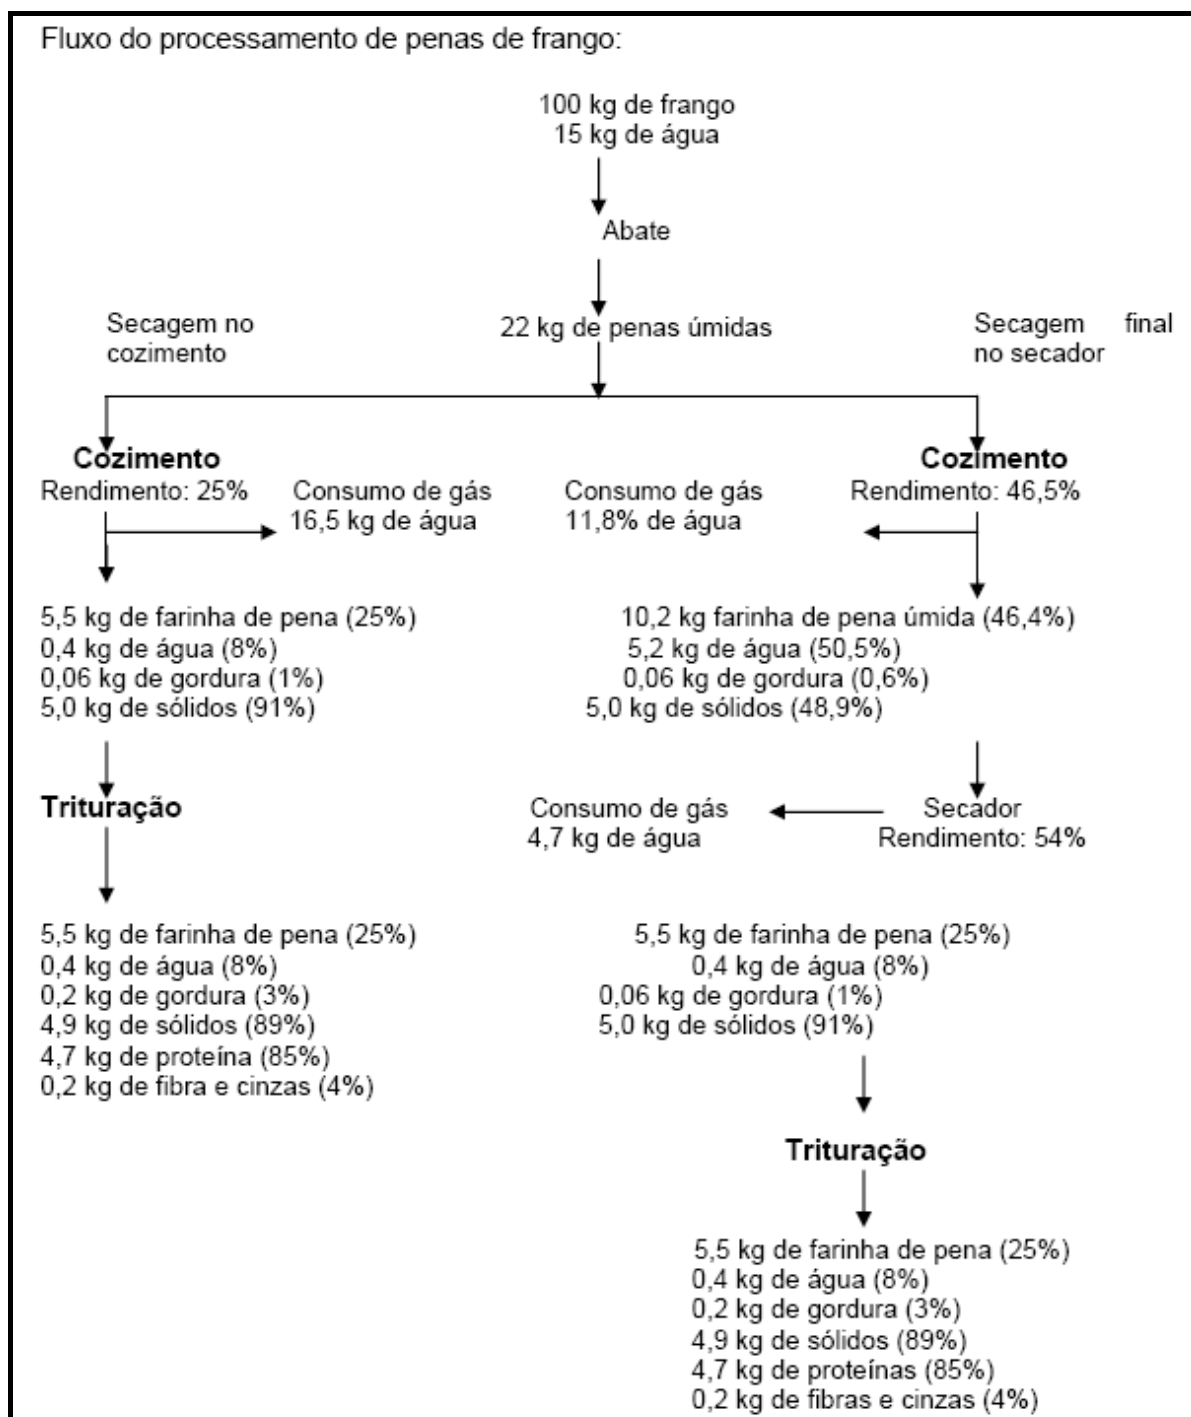 Fluxo do processamento de penas de frango:
100 kg de frango
15 kg de água
Abate
22 kg de penas úmidas
Secagem no
cozimento
Secagem final
no secador
Cozimento
Rendimento: 25%
Consumo de gás
16,5 kg de água
Consumo de gás
11,8% de água
Cozimento
Rendimento: 46,5%
5,5 kg de farinha de pena (25%)
0,4 kg de água (8%)
0,06 kg de gordura (1%)
5,0 kg de sólidos (91%)
10,2 kg farinha de pena úmida (46,4%)
5,2 kg de água (50,5%)
0,06 kg de gordura (0,6%)
5,0 kg de sólidos (48,9%)
Trituração
Consumo de gás
4,7 kg de água
Secador
Rendimento: 54%
5,5 kg de farinha de pena (25%)
0,4 kg de água (8%)
0,2 kg de gordura (3%)
4,9 kg de sólidos (89%)
4,7 kg de proteína (85%)
0,2 kg de fibra e cinzas (4%)
5,5 kg de farinha de pena (25%)
0,4 kg de água (8%)
0,06 kg de gordura (1%)
5,0 kg de sólidos (91%)
Trituração
5,5 kg de farinha de pena (25%)
0,4 kg de água (8%)
0,2 kg de gordura (3%)
4,9 kg de sólidos (89%)
4,7 kg de proteínas (85%)
0,2 kg de fibras e cinzas (4%)